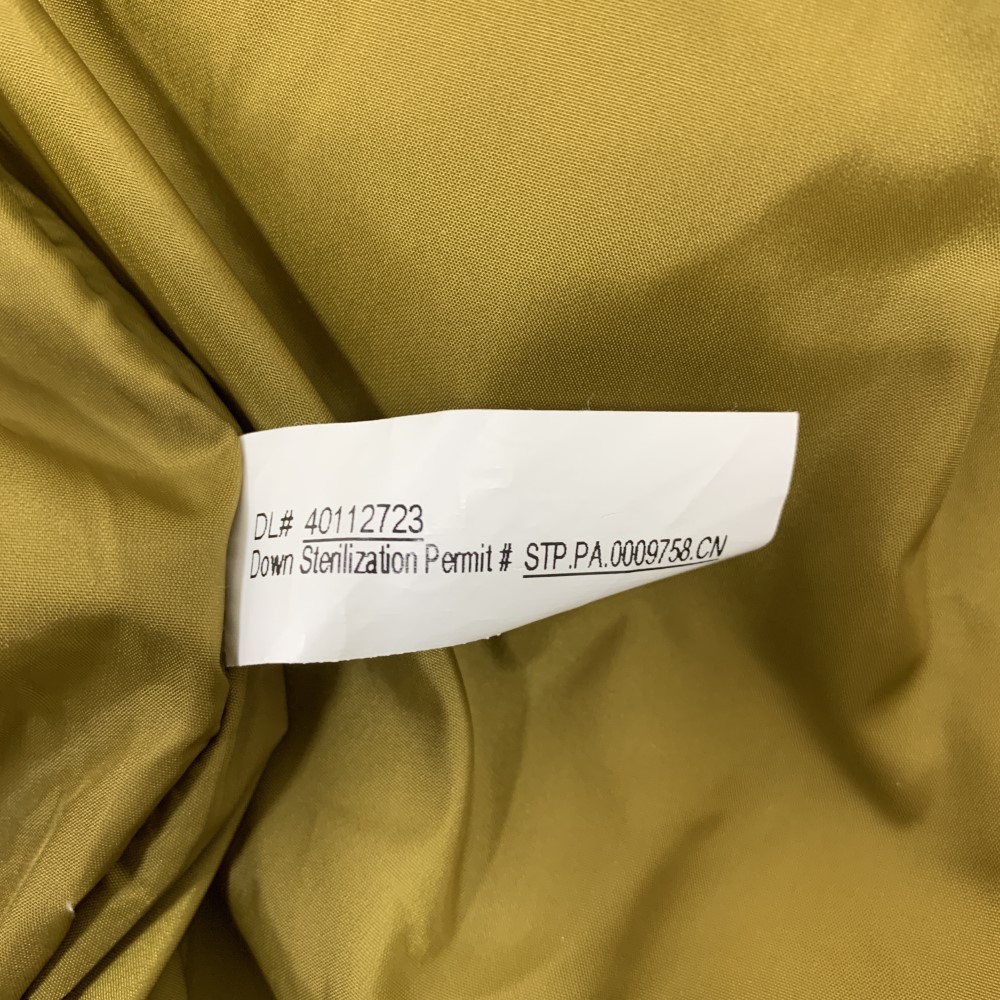 DL# 40112723
Down Sterilization Permit # STP.PA.0009758.CN